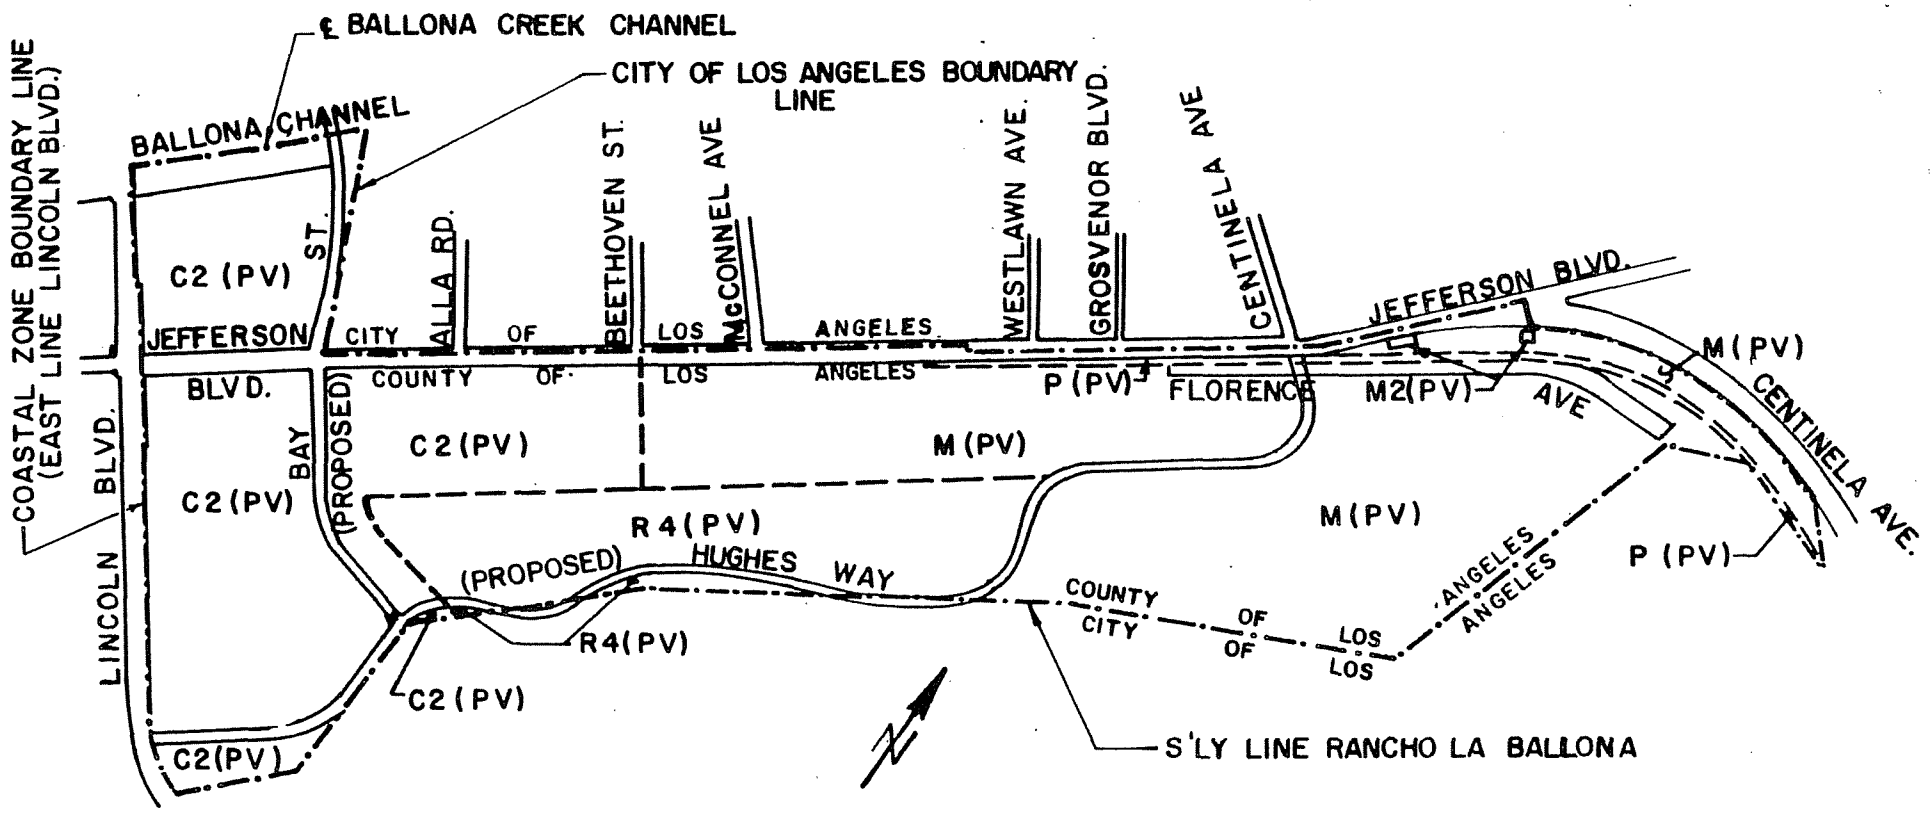 ℄ BALLONA CREEK CHANNEL
CITY OF LOS ANGELES BOUNDARY
LINE
COASTAL ZONE BOUNDARY LINE
(EAST LINE LINCOLN BLVD.)
BALLONA CHANNEL
C2 (PV)
ST.
ALLA RD.
BEETHOVEN ST.
McCONNEL AVE
WESTLAWN AVE.
GROSVENOR BLVD.
CENTINELA AVE
JEFFERSON BLVD.
JEFFERSON
BLVD.
CITY OF LOS ANGELES
COUNTY OF LOS ANGELES
P (PV)
FLORENCE
AVE
M2(PV)
M (PV)
CENTINELA AVE.
LINCOLN BLVD.
C2 (PV)
BAY
(PROPOSED)
C2 (PV)
M (PV)
R4 (PV)
M (PV)
P (PV)
(PROPOSED) HUGHES WAY
R4(PV)
C2 (PV)
C2(PV)
COUNTY OF LOS ANGELES
CITY OF LOS ANGELES
N
S'LY LINE RANCHO LA BALLONA